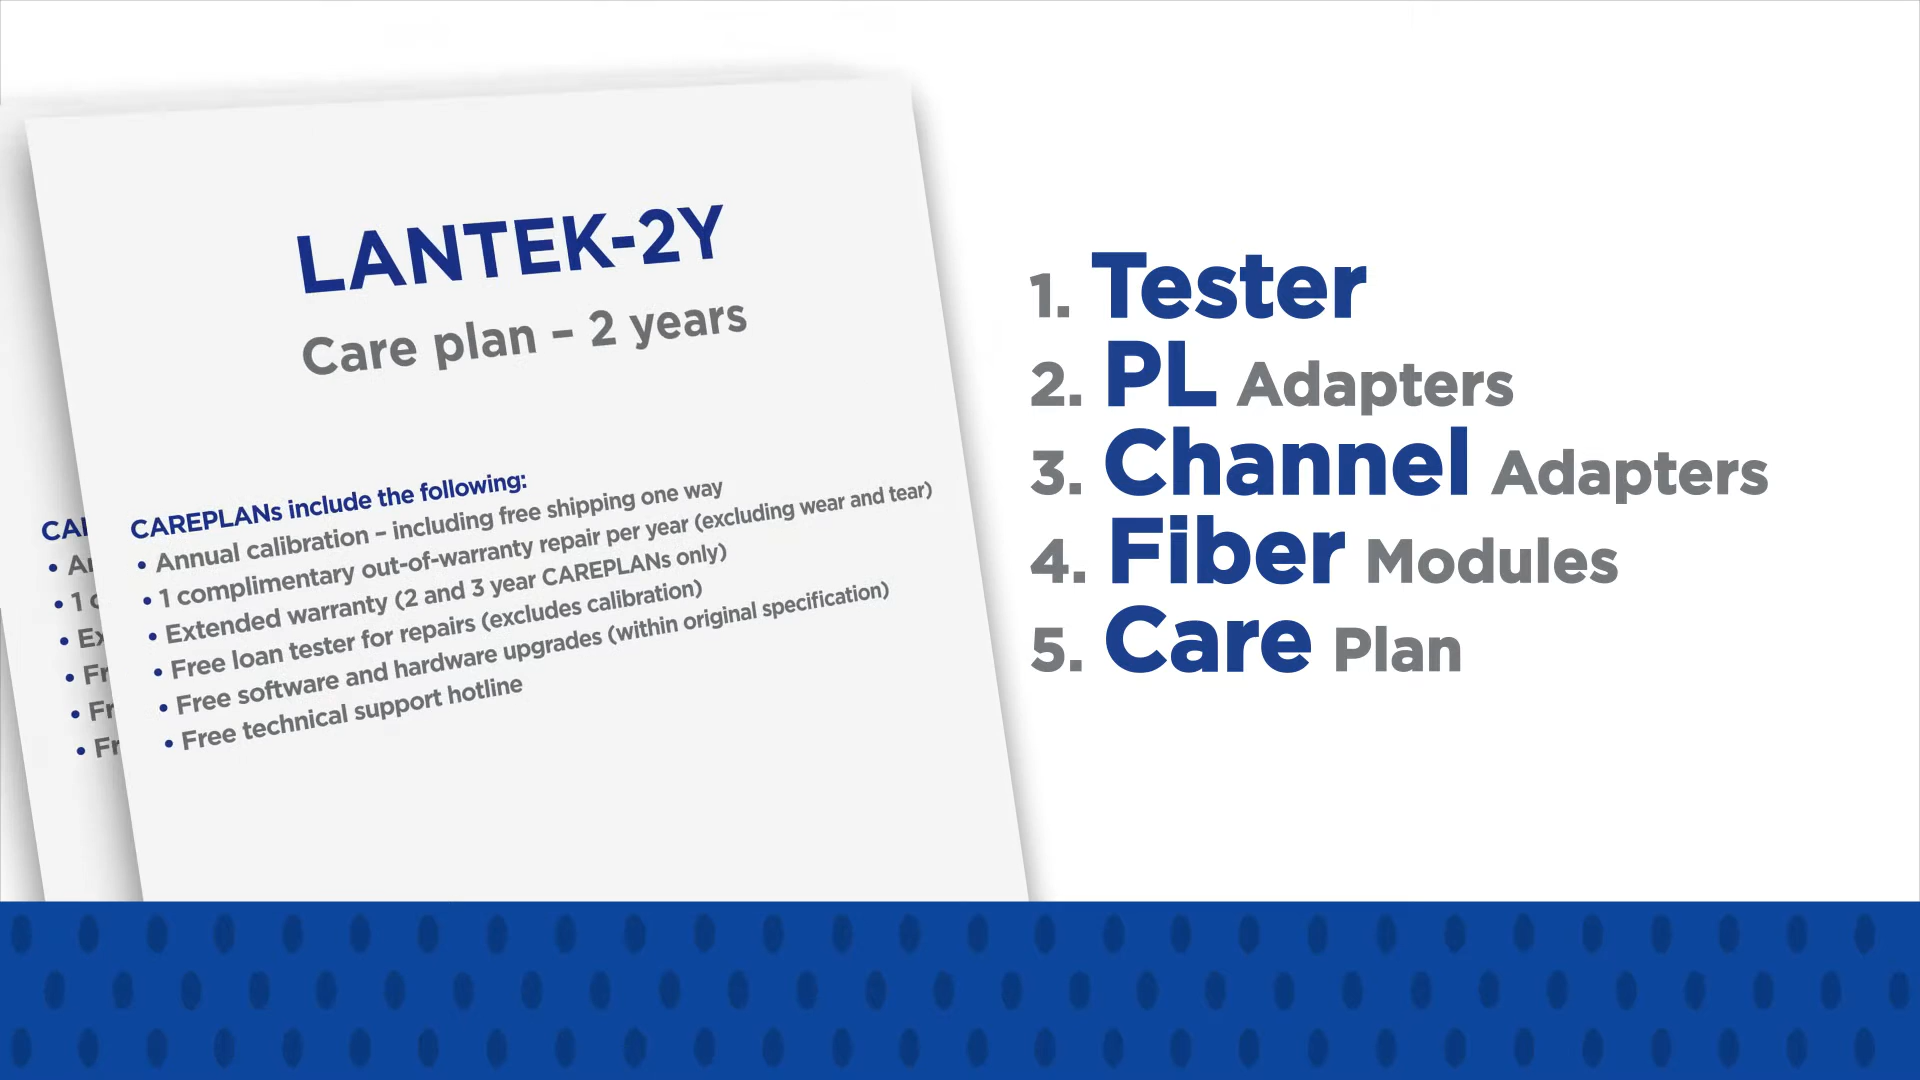 LANTEK-2Y
Care plan – 2 years
CAREPLANs include the following:
• Annual calibration – including free shipping one way
• 1 complimentary out-of-warranty repair per year (excluding wear and tear)
• Extended warranty (2 and 3 year CAREPLANs only)
• Free loan tester for repairs (excludes calibration)
• Free software and hardware upgrades (within original specification)
• Free technical support hotline
1. Tester
2. PL Adapters
3. Channel Adapters
4. Fiber Modules
5. Care Plan